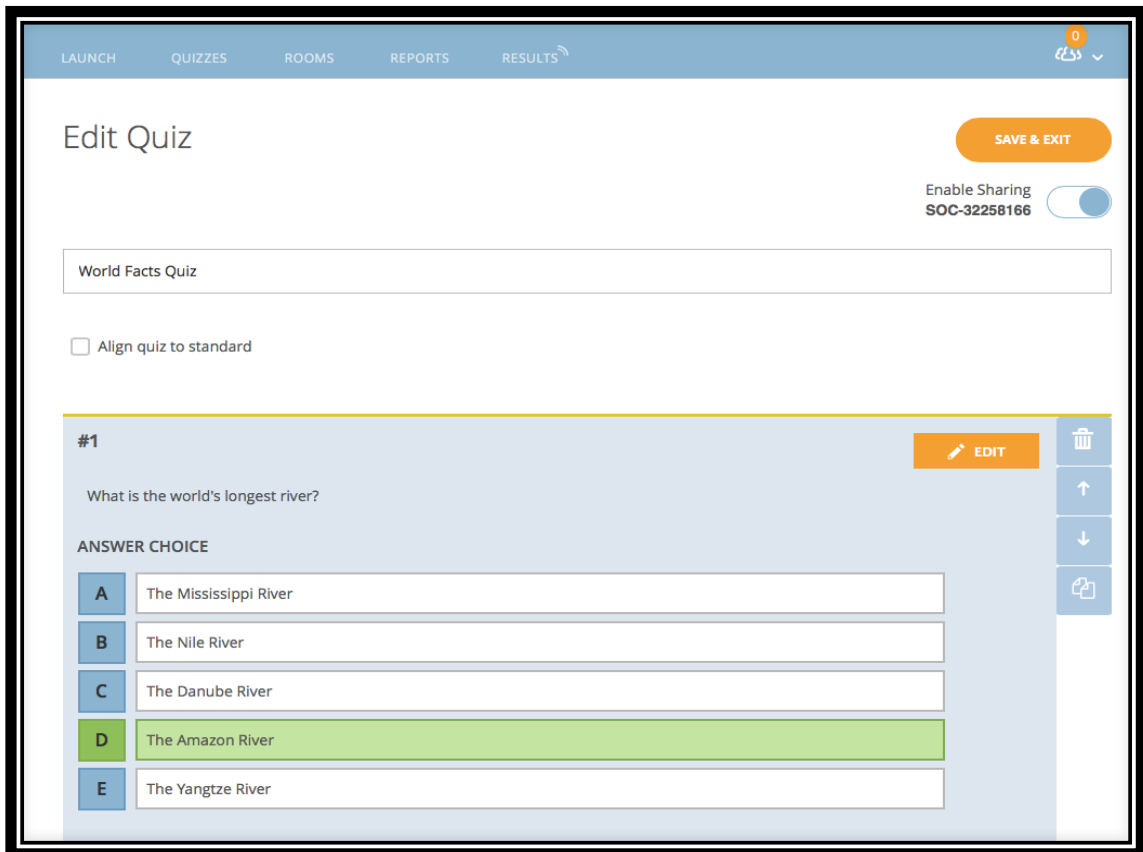 LAUNCH QUIZZES ROOMS REPORTS RESULTS 0
Edit Quiz
SAVE & EXIT
Enable Sharing
SOC-32258166
World Facts Quiz
Align quiz to standard
#1
EDIT
What is the world's longest river?
ANSWER CHOICE
A The Mississippi River
B The Nile River
C The Danube River
D The Amazon River
E The Yangtze River